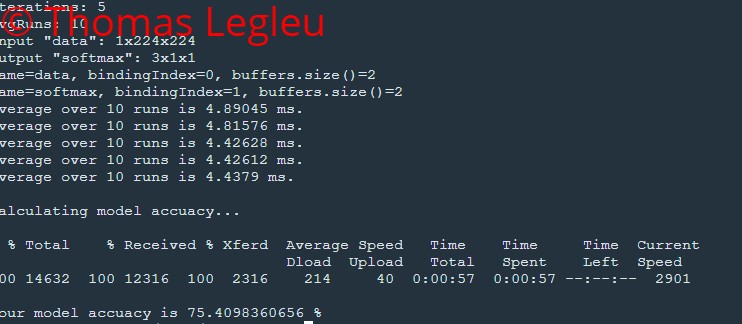 terations: 5
vgRuns: 10
© Thomas Legleu
nput "data": 1x224x224
utput "softmax": 3x1x1
ame=data, bindingIndex=0, buffers.size()=2
ame=softmax, bindingIndex=1, buffers.size()=2
verage over 10 runs is 4.89045 ms.
verage over 10 runs is 4.81576 ms.
verage over 10 runs is 4.42628 ms.
verage over 10 runs is 4.42612 ms.
verage over 10 runs is 4.4379 ms.
alculating model accuacy...
% Total % Received % Xferd Average Speed Time Time Time Current
Dload Upload Total Spent Left Speed
00 14632 100 12316 100 2316 214 40 0:00:57 0:00:57 --:--:-- 2901
our model accuacy is 75.4098360656 %